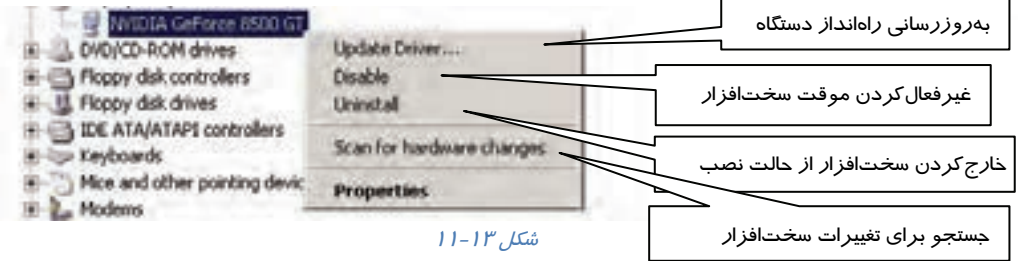 NVIDIA GeForce 8500 GT
DVD/CD-ROM drives
Floppy disk controllers
Floppy disk drives
IDE ATA/ATAPI controllers
Keyboards
Mice and other pointing devic
Modems
Update Driver...
Disable
Uninstall
Scan for hardware changes
Properties
به‌روزرسانی راه‌انداز دستگاه
غیرفعال‌کردن موقت سخت‌افزار
خارج‌کردن سخت‌افزار از حالت نصب
جستجو برای تغییرات سخت‌افزار
شکل ۱۳-۱۱